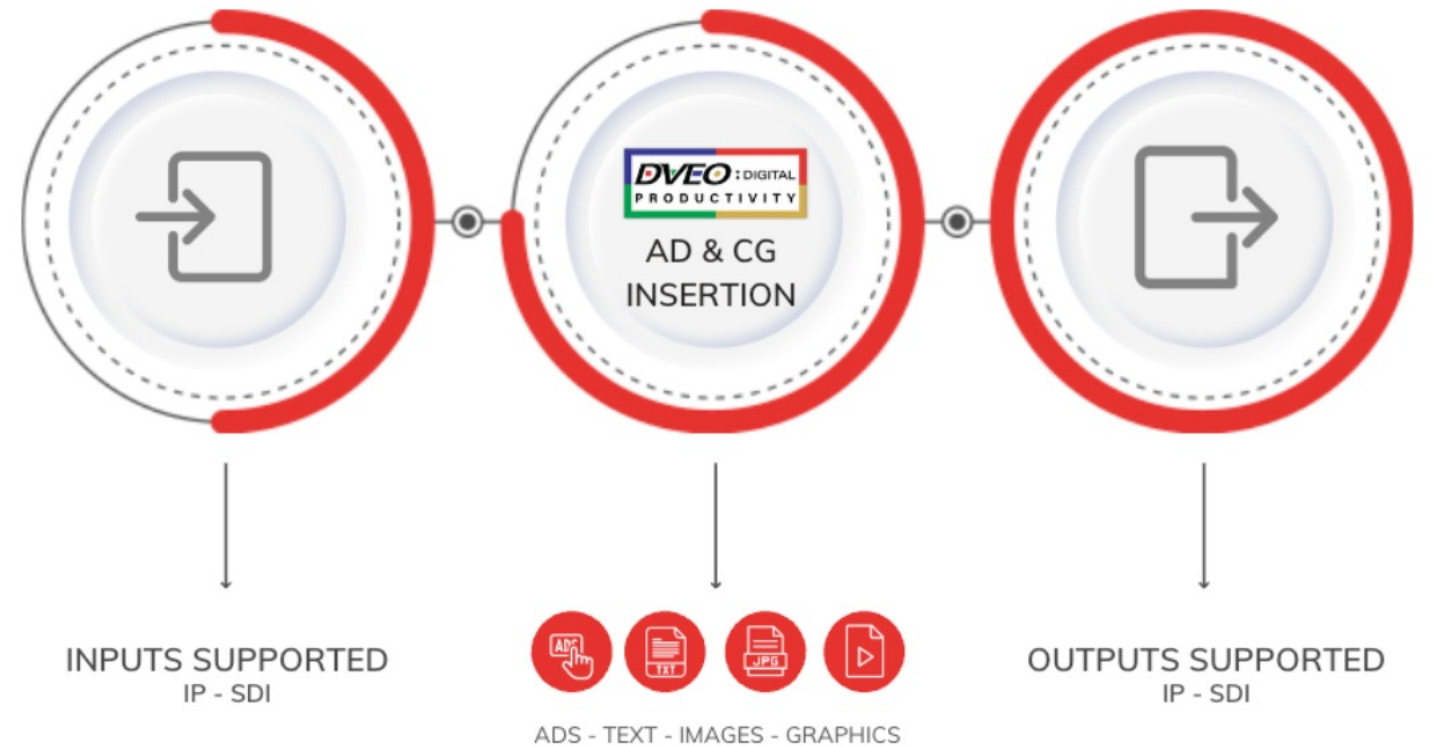 DVEO : DIGITAL
PRODUCTIVITY
AD & CG
INSERTION
INPUTS SUPPORTED
IP - SDI
ADS
TXT
JPG
ADS - TEXT - IMAGES - GRAPHICS
OUTPUTS SUPPORTED
IP - SDI